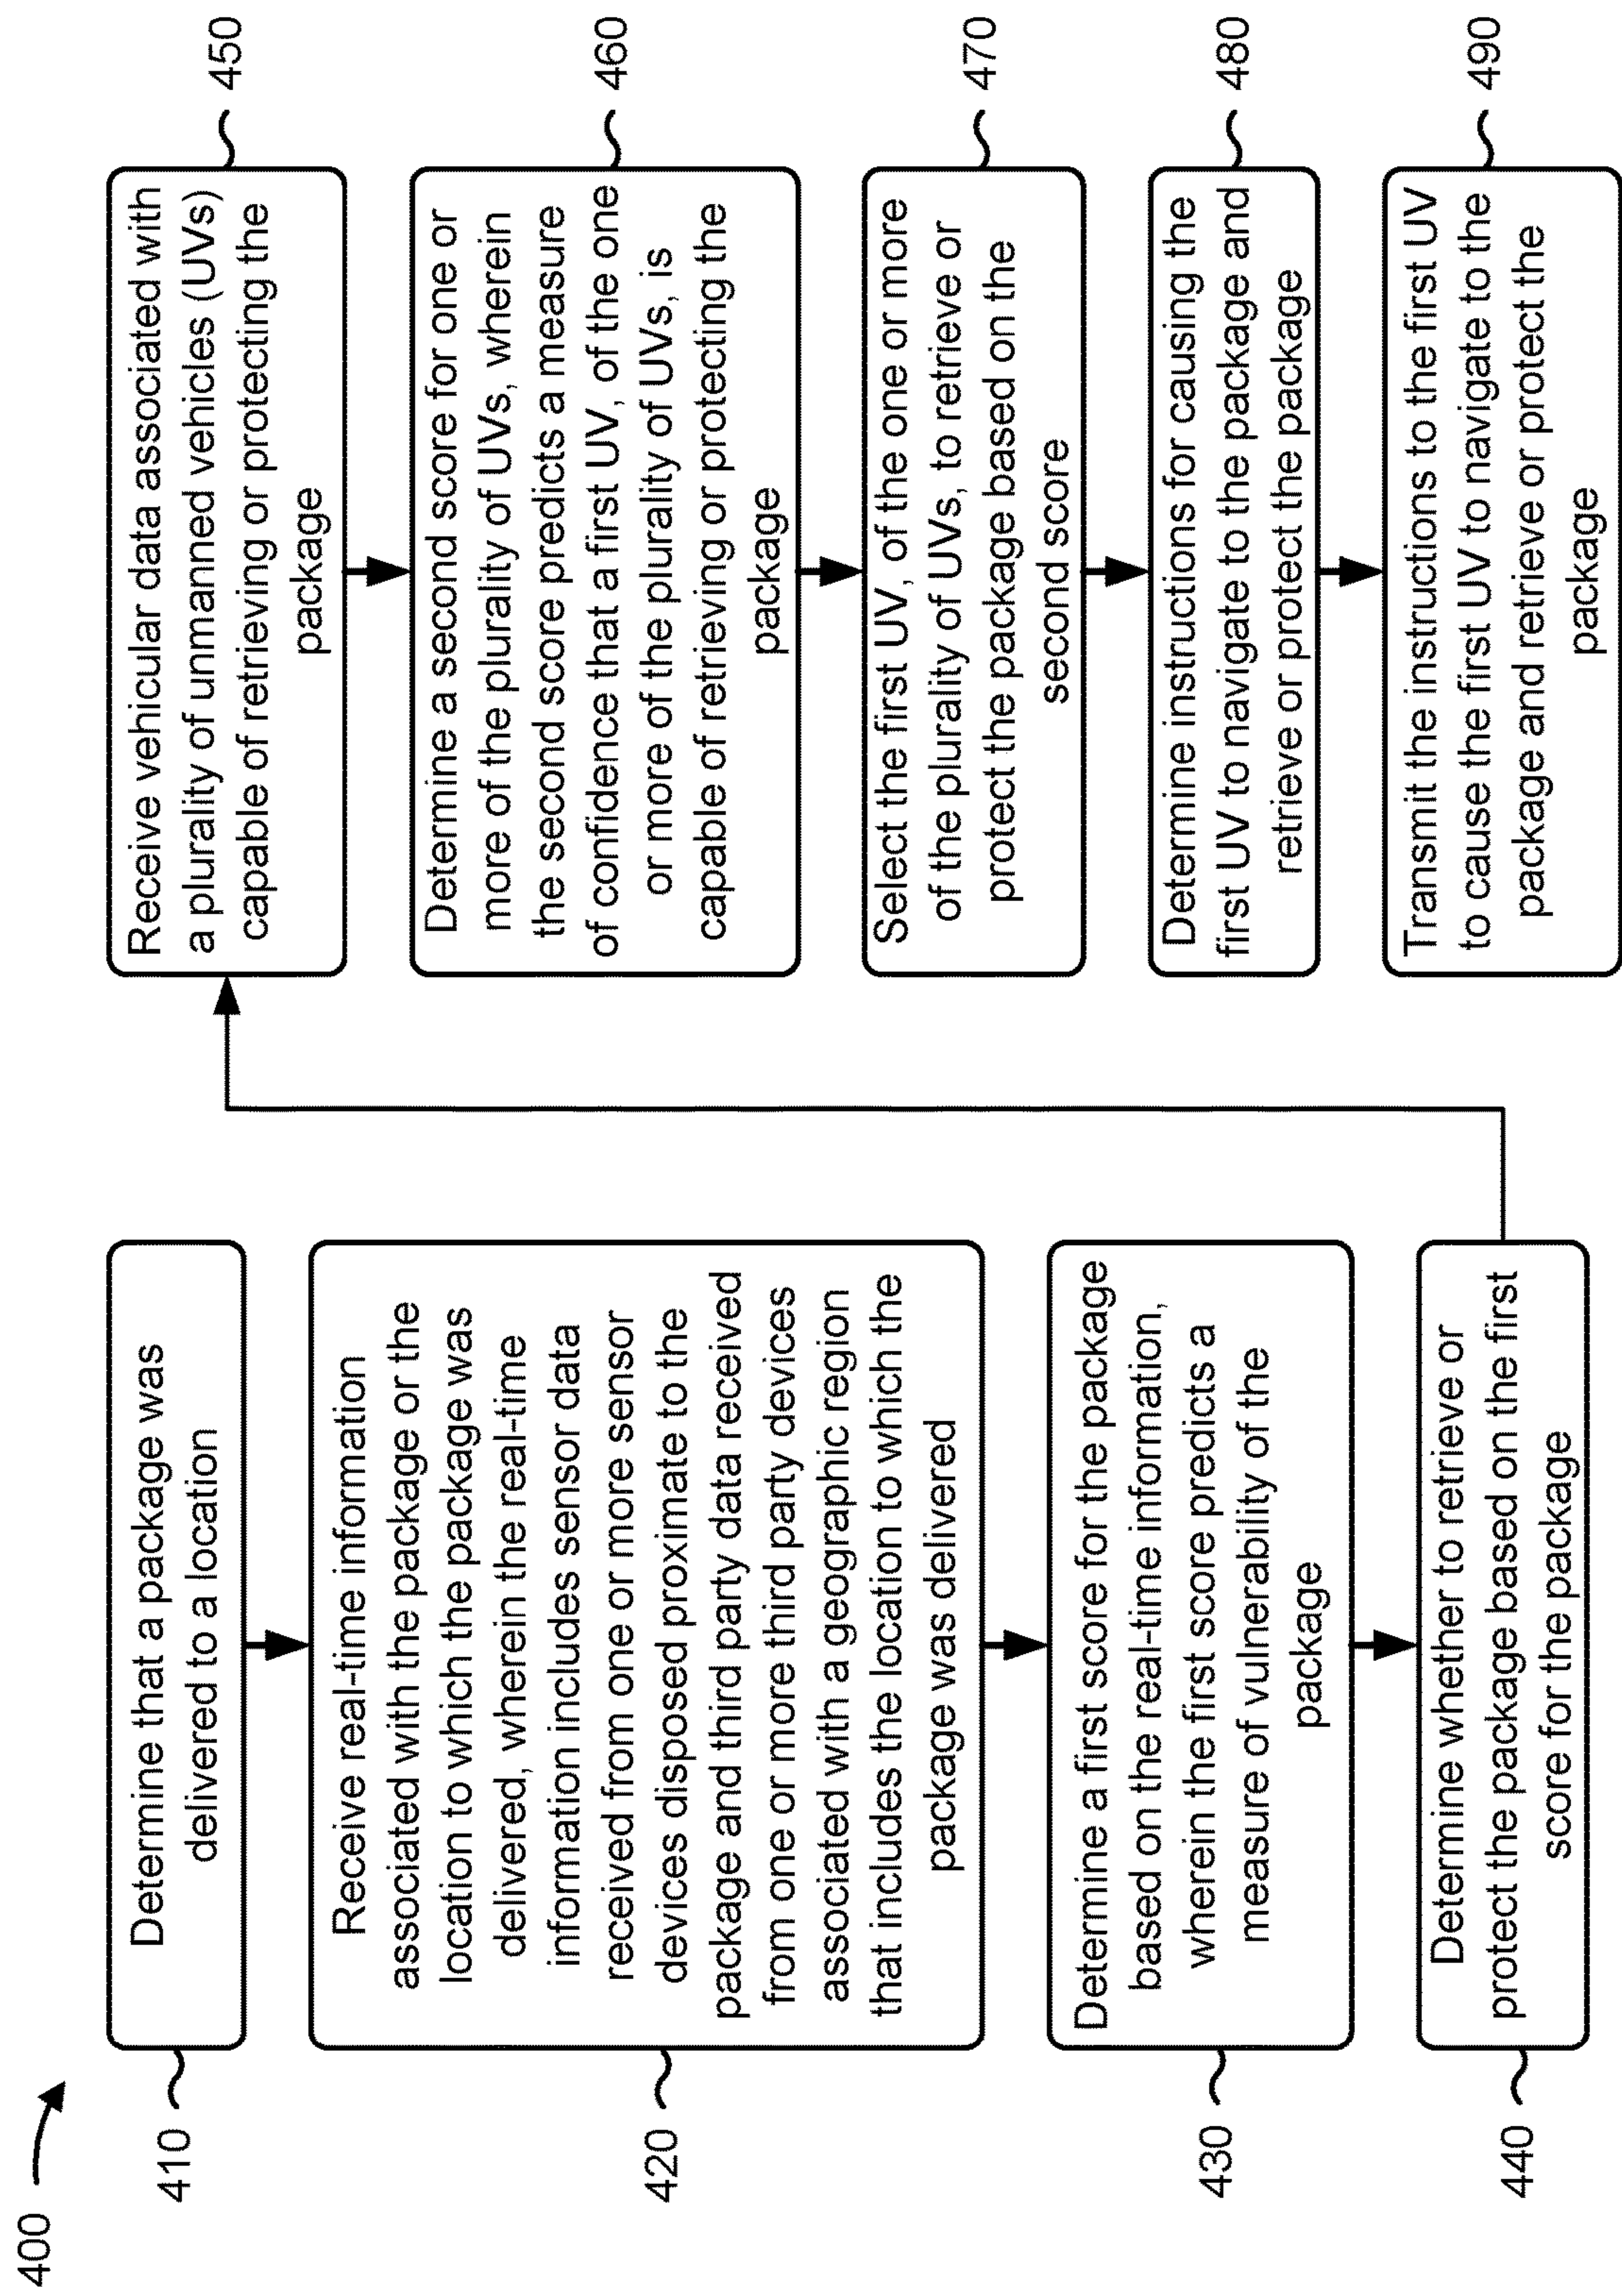 400
410
Determine that a package was
delivered to a location
420
Receive real-time information
associated with the package or the
location to which the package was
delivered, wherein the real-time
information includes sensor data
received from one or more sensor
devices disposed proximate to the
package and third party data received
from one or more third party devices
associated with a geographic region
that includes the location to which the
package was delivered
430
Determine a first score for the package
based on the real-time information,
wherein the first score predicts a
measure of vulnerability of the
package
440
Determine whether to retrieve or
protect the package based on the first
score for the package
450
Receive vehicular data associated with
a plurality of unmanned vehicles (UVs)
capable of retrieving or protecting the
package
460
Determine a second score for one or
more of the plurality of UVs, wherein
the second score predicts a measure
of confidence that a first UV, of the one
or more of the plurality of UVs, is
capable of retrieving or protecting the
package
470
Select the first UV, of the one or more
of the plurality of UVs, to retrieve or
protect the package based on the
second score
480
Determine instructions for causing the
first UV to navigate to the package and
retrieve or protect the package
490
Transmit the instructions to the first UV
to cause the first UV to navigate to the
package and retrieve or protect the
package